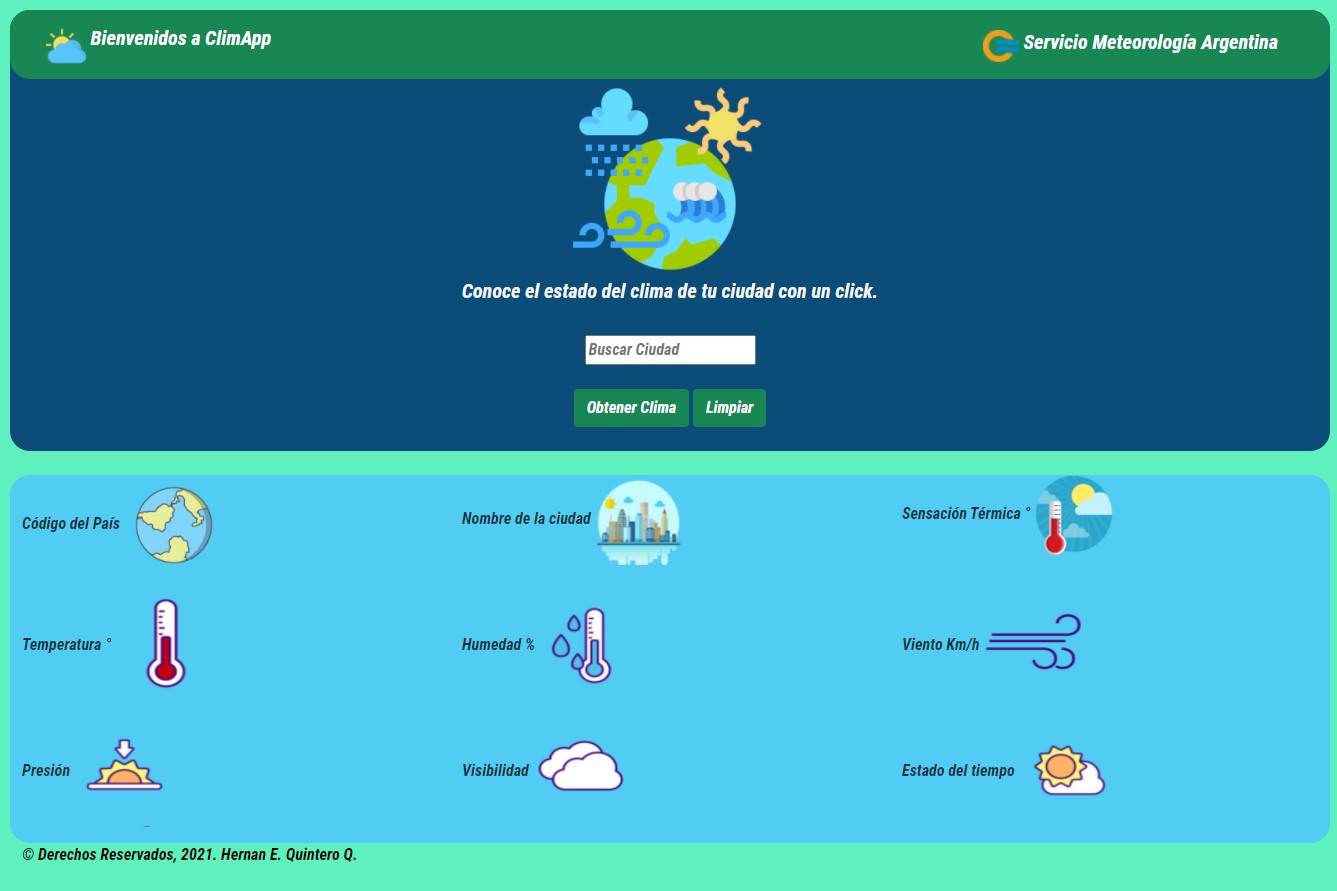 Bienvenidos a ClimApp
Servicio Meteorología Argentina
Conoce el estado del clima de tu ciudad con un click.
Buscar Ciudad
Obtener Clima
Limpiar
Código del País
Nombre de la ciudad
Sensación Térmica °
Temperatura °
Humedad %
Viento Km/h
Presión
Visibilidad
Estado del tiempo
© Derechos Reservados, 2021. Hernan E. Quintero Q.